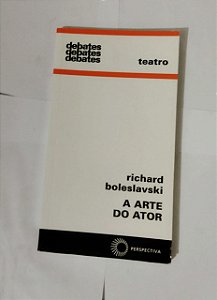 debates
debates
debates
teatro
richard
boleslavski
A ARTE
DO ATOR
PERSPECTIVA